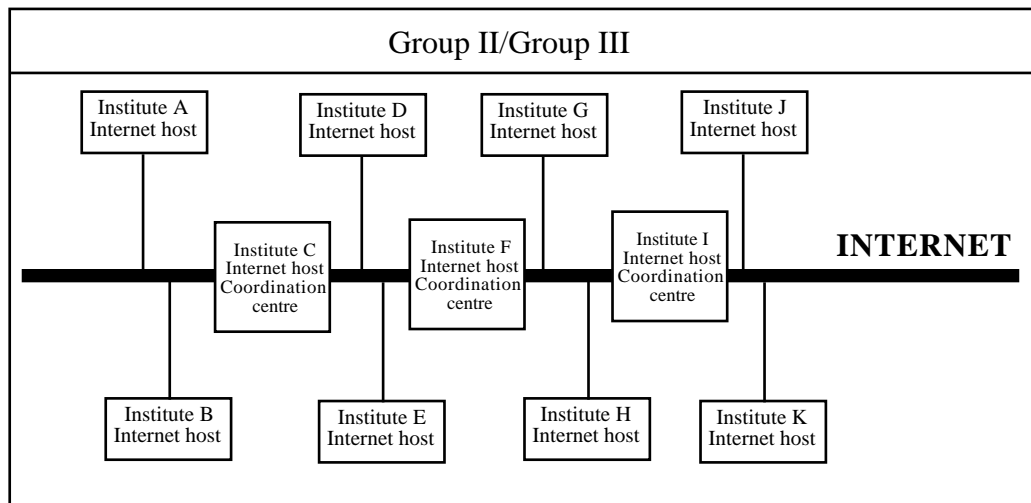 Group II/Group III
Institute A
Internet host
Institute D
Internet host
Institute G
Internet host
Institute J
Internet host
Institute C
Internet host
Coordination
centre
Institute F
Internet host
Coordination
centre
Institute I
Internet host
Coordination
centre
INTERNET
Institute B
Internet host
Institute E
Internet host
Institute H
Internet host
Institute K
Internet host